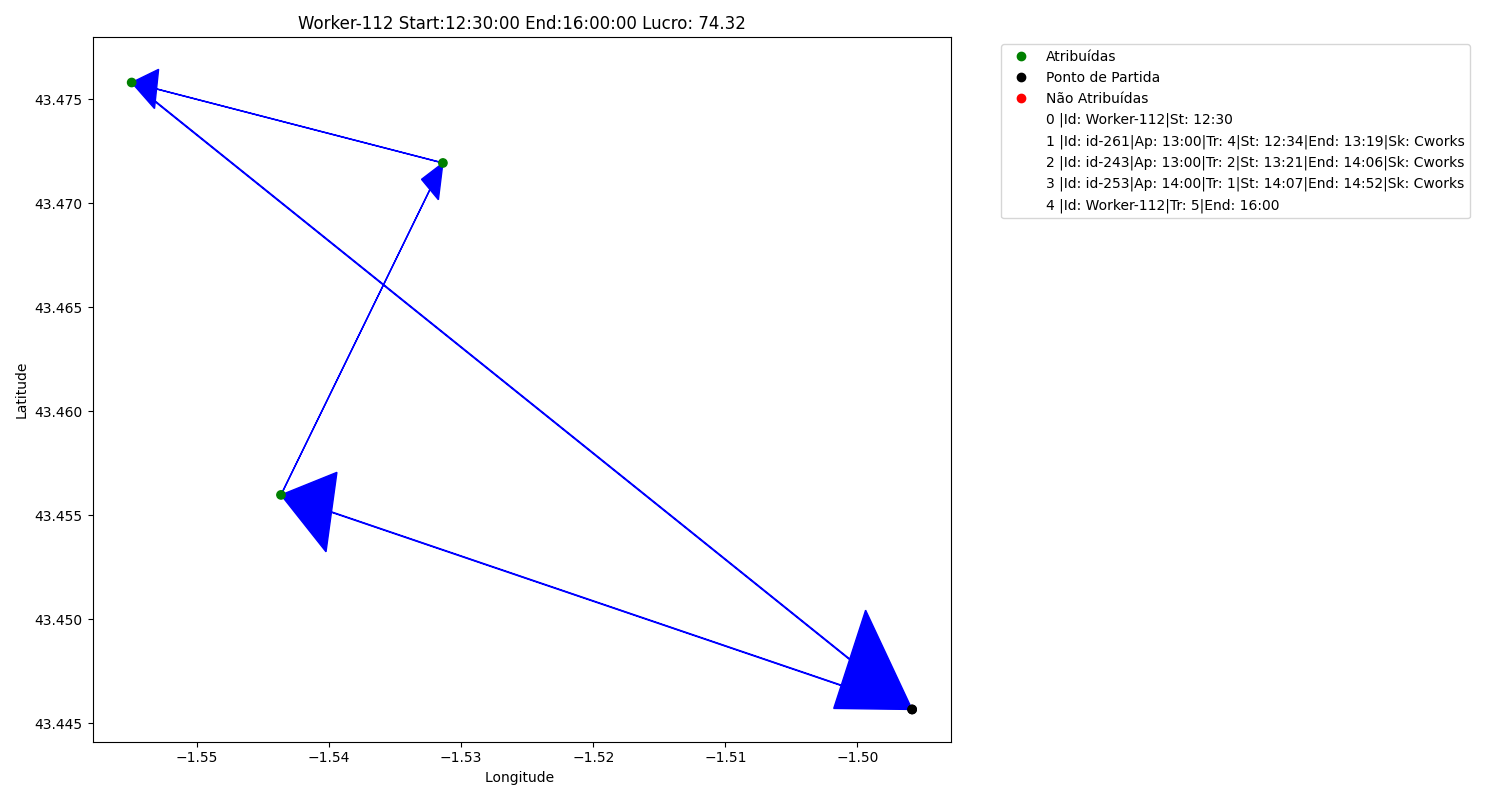 Worker-112 Start:12:30:00 End:16:00:00 Lucro: 74.32
Atribuídas
Ponto de Partida
Não Atribuídas
0 |Id: Worker-112|St: 12:30
1 |Id: id-261|Ap: 13:00|Tr: 4|St: 12:34|End: 13:19|Sk: Cworks
2 |Id: id-243|Ap: 13:00|Tr: 2|St: 13:21|End: 14:06|Sk: Cworks
3 |Id: id-253|Ap: 14:00|Tr: 1|St: 14:07|End: 14:52|Sk: Cworks
4 |Id: Worker-112|Tr: 5|End: 16:00
Latitude
43.475
43.470
43.465
43.460
43.455
43.450
43.445
−1.55 −1.54 −1.53 −1.52 −1.51 −1.50
Longitude